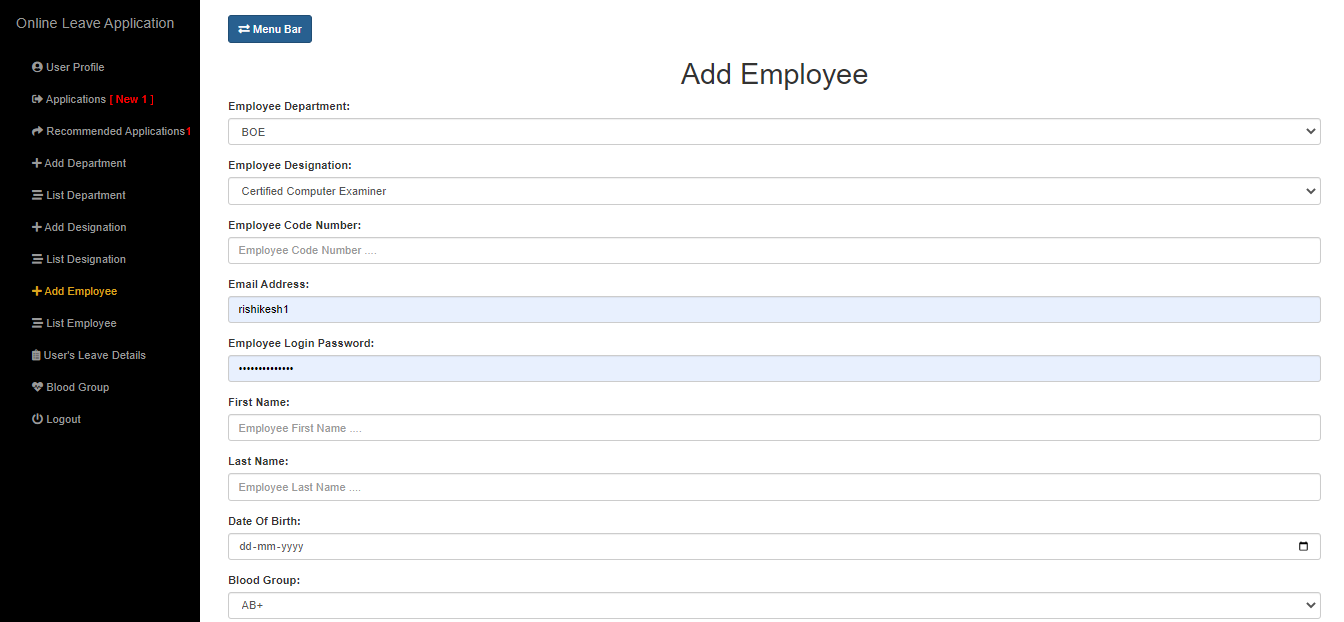 Online Leave Application
User Profile
Applications [ New 1 ]
Recommended Applications1
Add Department
List Department
Add Designation
List Designation
Add Employee
List Employee
User's Leave Details
Blood Group
Logout
Menu Bar
Add Employee
Employee Department:
BOE
Employee Designation:
Certified Computer Examiner
Employee Code Number:
Employee Code Number ....
Email Address:
rishikesh1
Employee Login Password:
••••••••••••••
First Name:
Employee First Name ....
Last Name:
Employee Last Name ....
Date Of Birth:
dd-mm-yyyy
Blood Group:
AB+